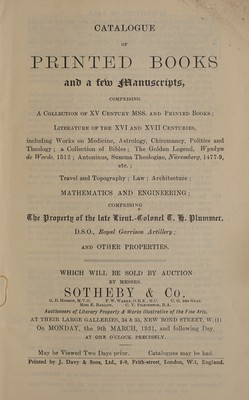 CATALOGUE
OF
PRINTED BOOKS
and a few Manuscripts,
COMPRISING
A COLLECTION OF XV CENTURY MSS. AND PRINTED BOOKS;
LITERATURE OF THE XVI AND XVII CENTURIES,
including Works on Medicine, Astrology, Chiromancy, Politics and
Theology; a Collection of Bibles; The Golden Legend, Wynkyn
de Worde, 1512; Antoninus, Summa Theologiae, Nuremberg, 1477-9,
etc.;
Travel and Topography; Law; Architecture;
MATHEMATICS AND ENGINEERING;
COMPRISING
The Property of the late Lieut.-Colonel T. H. Plummer,
D.S.O., Royal Garrison Artillery;
AND OTHER PROPERTIES.
WHICH WILL BE SOLD BY AUCTION
BY MESSRS.
SOTHEBY & Co.
G. D. HOBSON, M.V.O. F. W. WARRE, O.B.E., M.C. C. G. DES GRAZ.
MISS E. BARLOW. C. V. PILKINGTON, B.A.
Auctioneers of Literary Property & Works illustrative of the Fine Arts,
AT THEIR LARGE GALLERIES, 34 & 35, NEW BOND STREET, W.(1)
On MONDAY, the 9th MARCH, 1931, and following Day,
AT ONE O'CLOCK PRECISELY.
May be Viewed Two days prior. Catalogues may be had.
Printed by J. Davy & Sons, Ltd., 8-9, Frith-street, London, W.1, England.